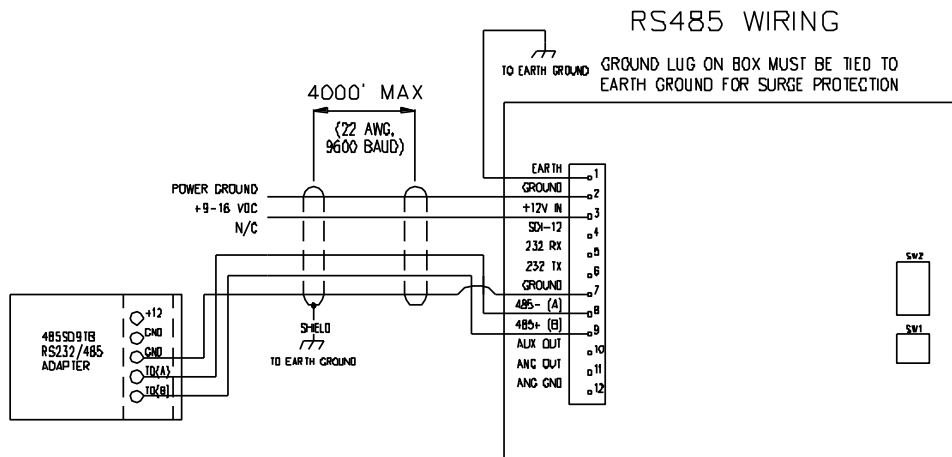 RS485 WIRING
TO EARTH GROUND
GROUND LUG ON BOX MUST BE TIED TO
EARTH GROUND FOR SURGE PROTECTION
4000' MAX
(22 AWG,
9600 BAUD)
POWER GROUND
+9-16 VDC
N/C
EARTH 1
GROUND 2
+12V IN 3
SDI-12 4
232 RX 5
232 TX 6
GROUND 7
485- (A) 8
485+ (B) 9
AUX OUT 10
ANG OUT 11
ANG GND 12
SW2
SW1
SHIELD
TO EARTH GROUND
485SD9TB
RS232/485
ADAPTER
+12
GND
GND
TD(A)
TD(B)